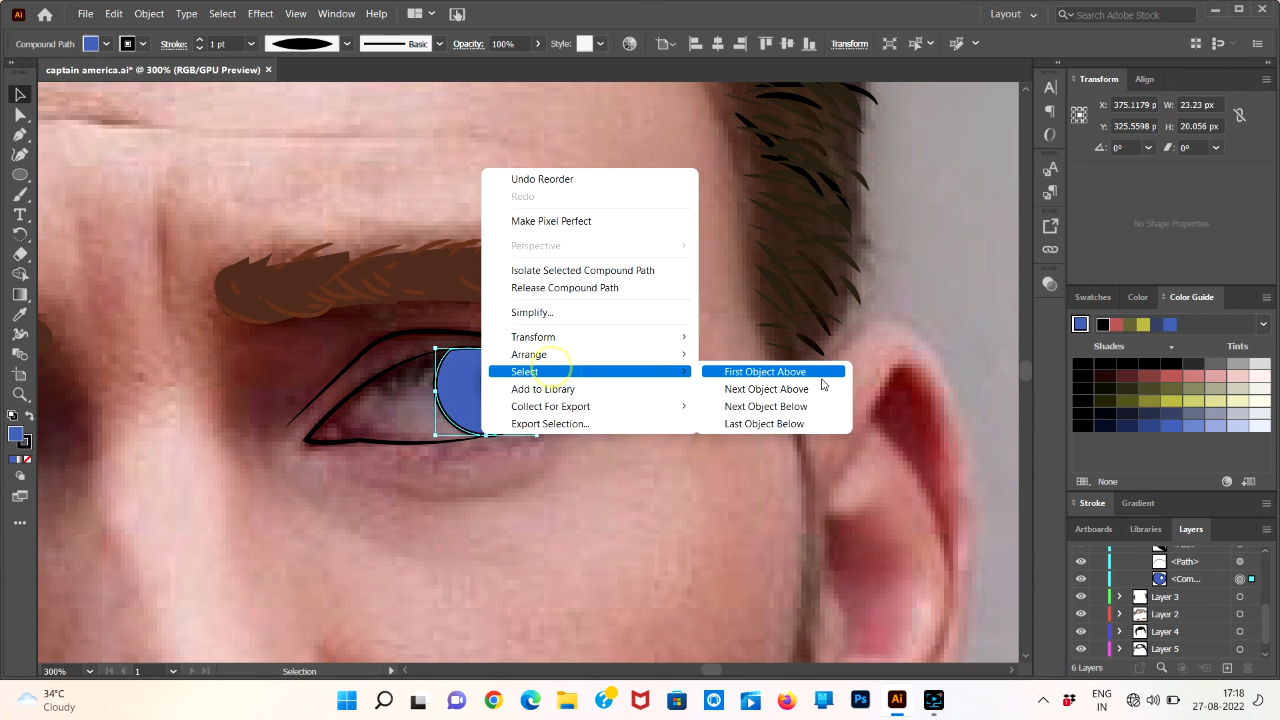 Ai File Edit Object Type Select Effect View Window Help Layout Search Adobe Stock
Compound Path Stroke: 1 pt Basic Opacity: 100% Style: Transform
captain america.ai* @ 300% (RGB/GPU Preview) ×
Transform Align
X: 375.1179 p W: 23.23 px
Y: 325.5598 p H: 20.056 px
0° 0°
No Shape Properties
Undo Reorder
Redo
Make Pixel Perfect
Perspective
Isolate Selected Compound Path
Release Compound Path
Simplify...
Transform
Arrange
Select
Add to Library
Collect For Export
Export Selection...
First Object Above
Next Object Above
Next Object Below
Last Object Below
Swatches Color Color Guide
Shades Tints
None
Stroke Gradient
Artboards Libraries Layers
<Path>
<Com...
Layer 3
Layer 2
Layer 4
Layer 5
6 Layers
300% 1 Selection
34°C
Cloudy
Ps Ai
ENG
IN
17:18
27-08-2022